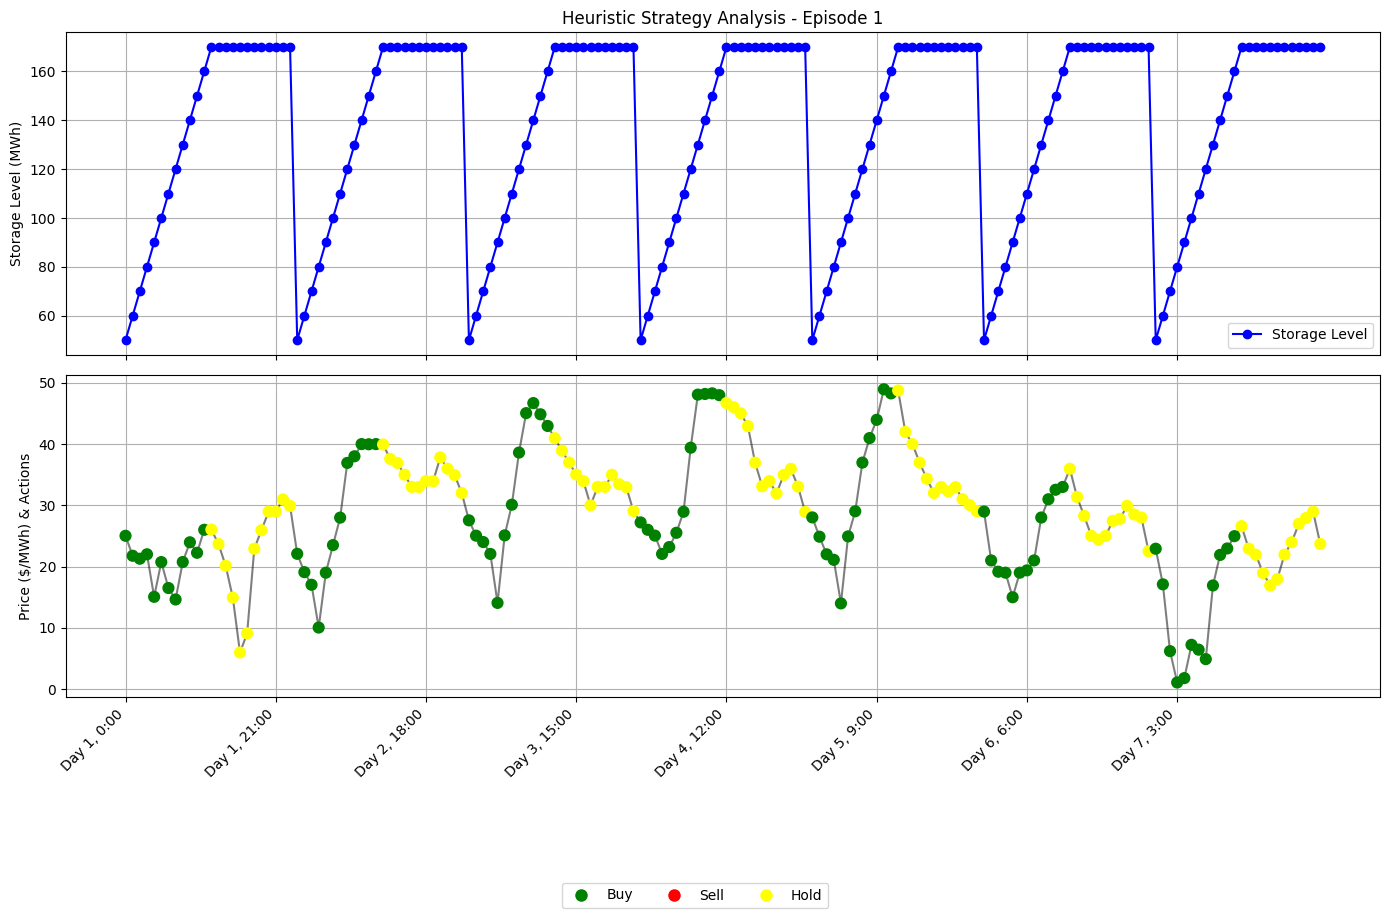 Heuristic Strategy Analysis - Episode 1
Storage Level (MWh)
160
140
120
100
80
60
Storage Level
Price ($/MWh) & Actions
50
40
30
20
10
0
Day 1, 0:00
Day 1, 21:00
Day 2, 18:00
Day 3, 15:00
Day 4, 12:00
Day 5, 9:00
Day 6, 6:00
Day 7, 3:00
Buy
Sell
Hold